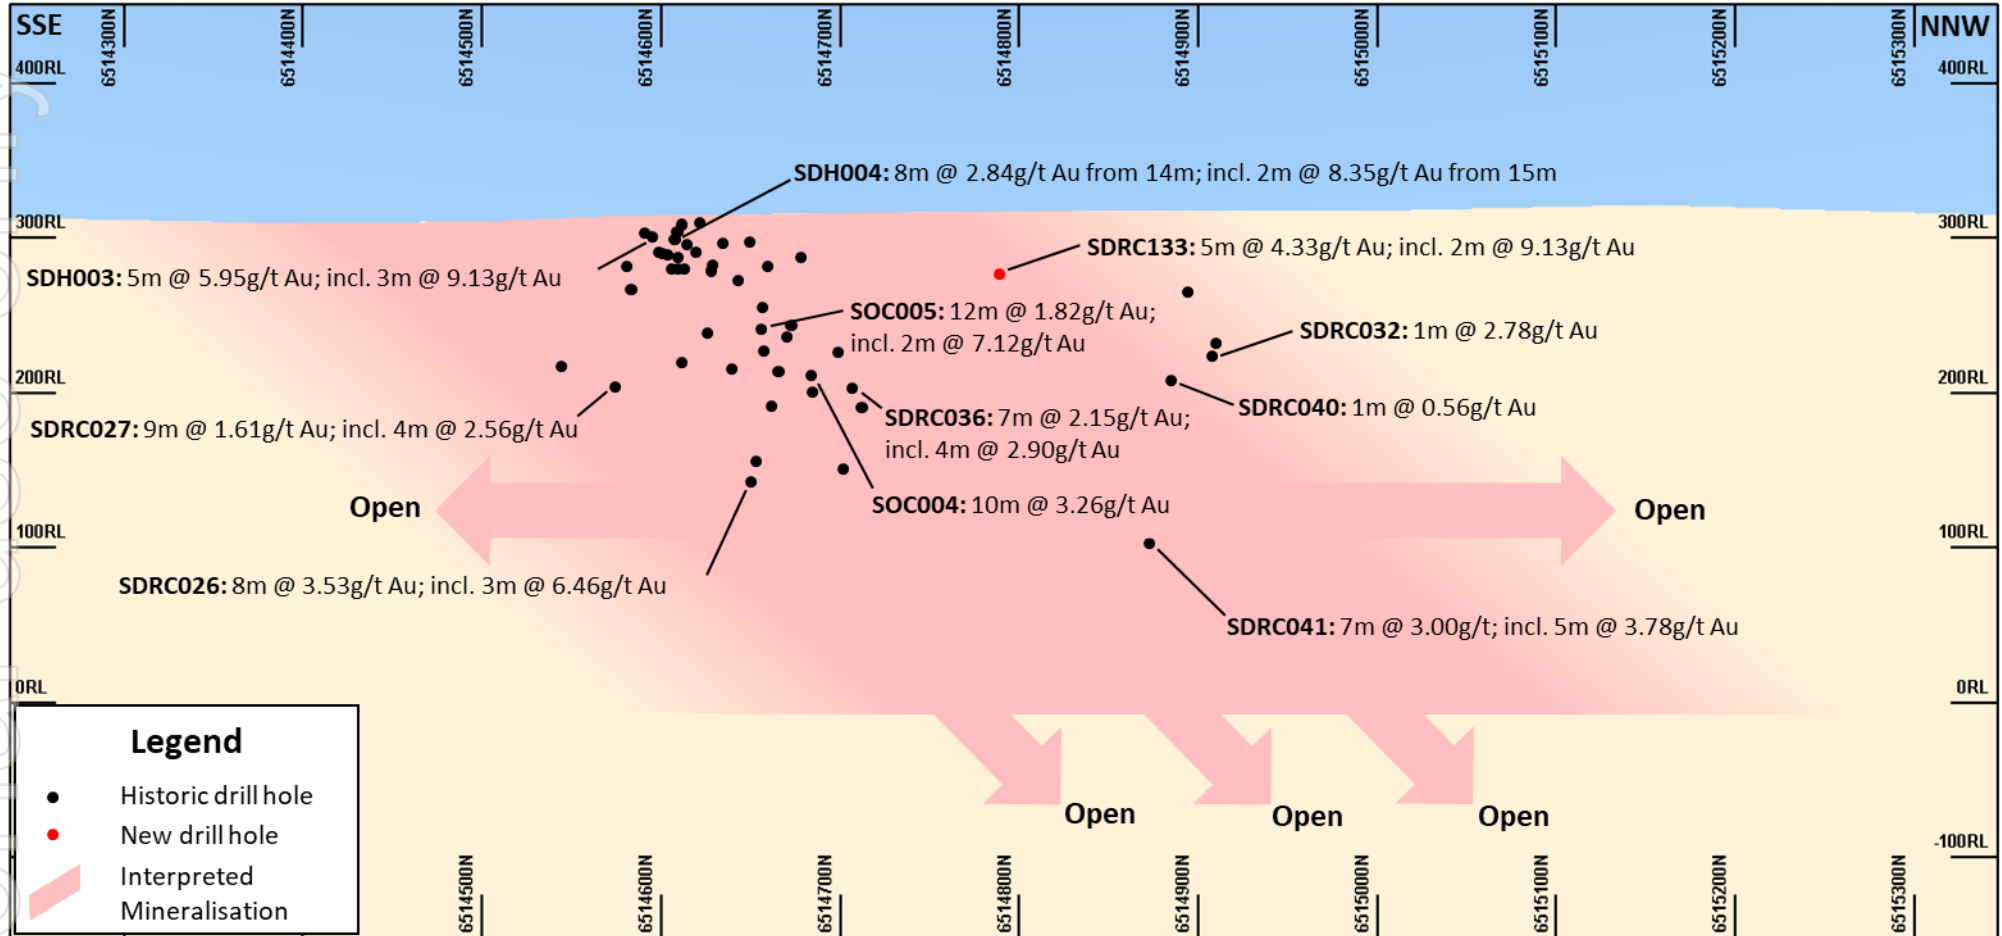 SSE
NNW
6514300N
6514400N
6514500N
6514600N
6514700N
6514800N
6514900N
6515000N
6515100N
6515200N
6515300N
400RL
400RL
SDH004: 8m @ 2.84g/t Au from 14m; incl. 2m @ 8.35g/t Au from 15m
300RL
300RL
SDRC133: 5m @ 4.33g/t Au; incl. 2m @ 9.13g/t Au
SDH003: 5m @ 5.95g/t Au; incl. 3m @ 9.13g/t Au
SOC005: 12m @ 1.82g/t Au;
incl. 2m @ 7.12g/t Au
SDRC032: 1m @ 2.78g/t Au
200RL
200RL
SDRC040: 1m @ 0.56g/t Au
SDRC036: 7m @ 2.15g/t Au;
incl. 4m @ 2.90g/t Au
SDRC027: 9m @ 1.61g/t Au; incl. 4m @ 2.56g/t Au
SOC004: 10m @ 3.26g/t Au
Open
Open
100RL
100RL
SDRC026: 8m @ 3.53g/t Au; incl. 3m @ 6.46g/t Au
SDRC041: 7m @ 3.00g/t; incl. 5m @ 3.78g/t Au
0RL
0RL
Legend
Historic drill hole
New drill hole
Interpreted
Mineralisation
Open
Open
Open
-100RL
6514500N
6514600N
6514700N
6514800N
6514900N
6515000N
6515100N
6515200N
6515300N